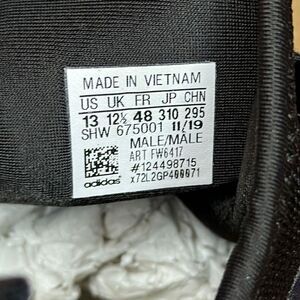 MADE IN VIETNAM
US UK FR JP CHN
13 12½ 48 310 295
SHW 675001 11/19
MALE/MÂLE
ART FW6417
#124498715
adidas x72L2GP400071